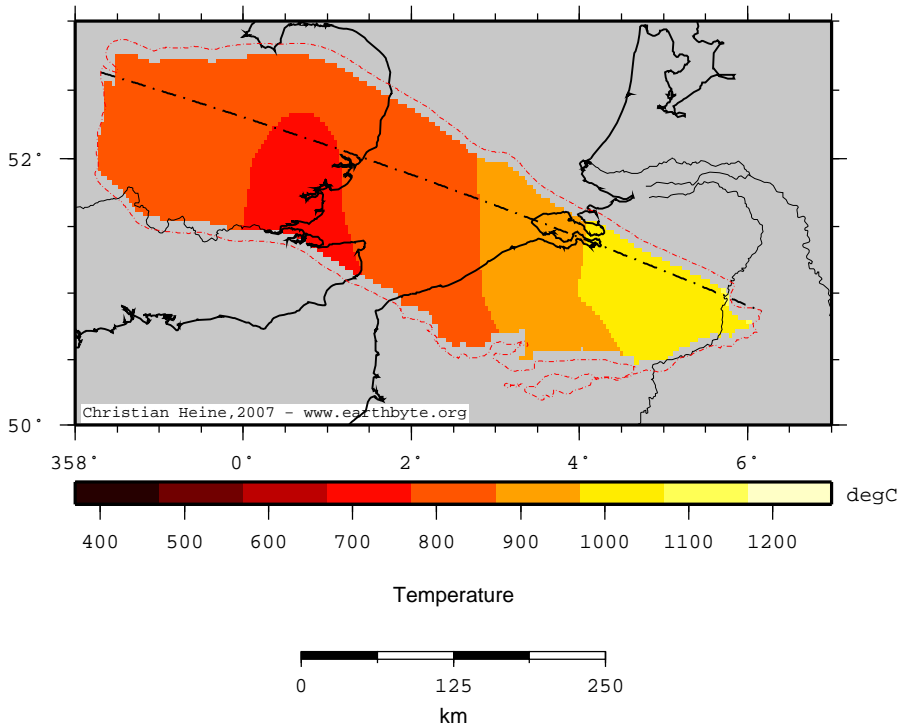 52°
Christian Heine,2007 - www.earthbyte.org
50°
358° 0° 2° 4° 6°
degC
400 500 600 700 800 900 1000 1100 1200
Temperature
0 125 250
km